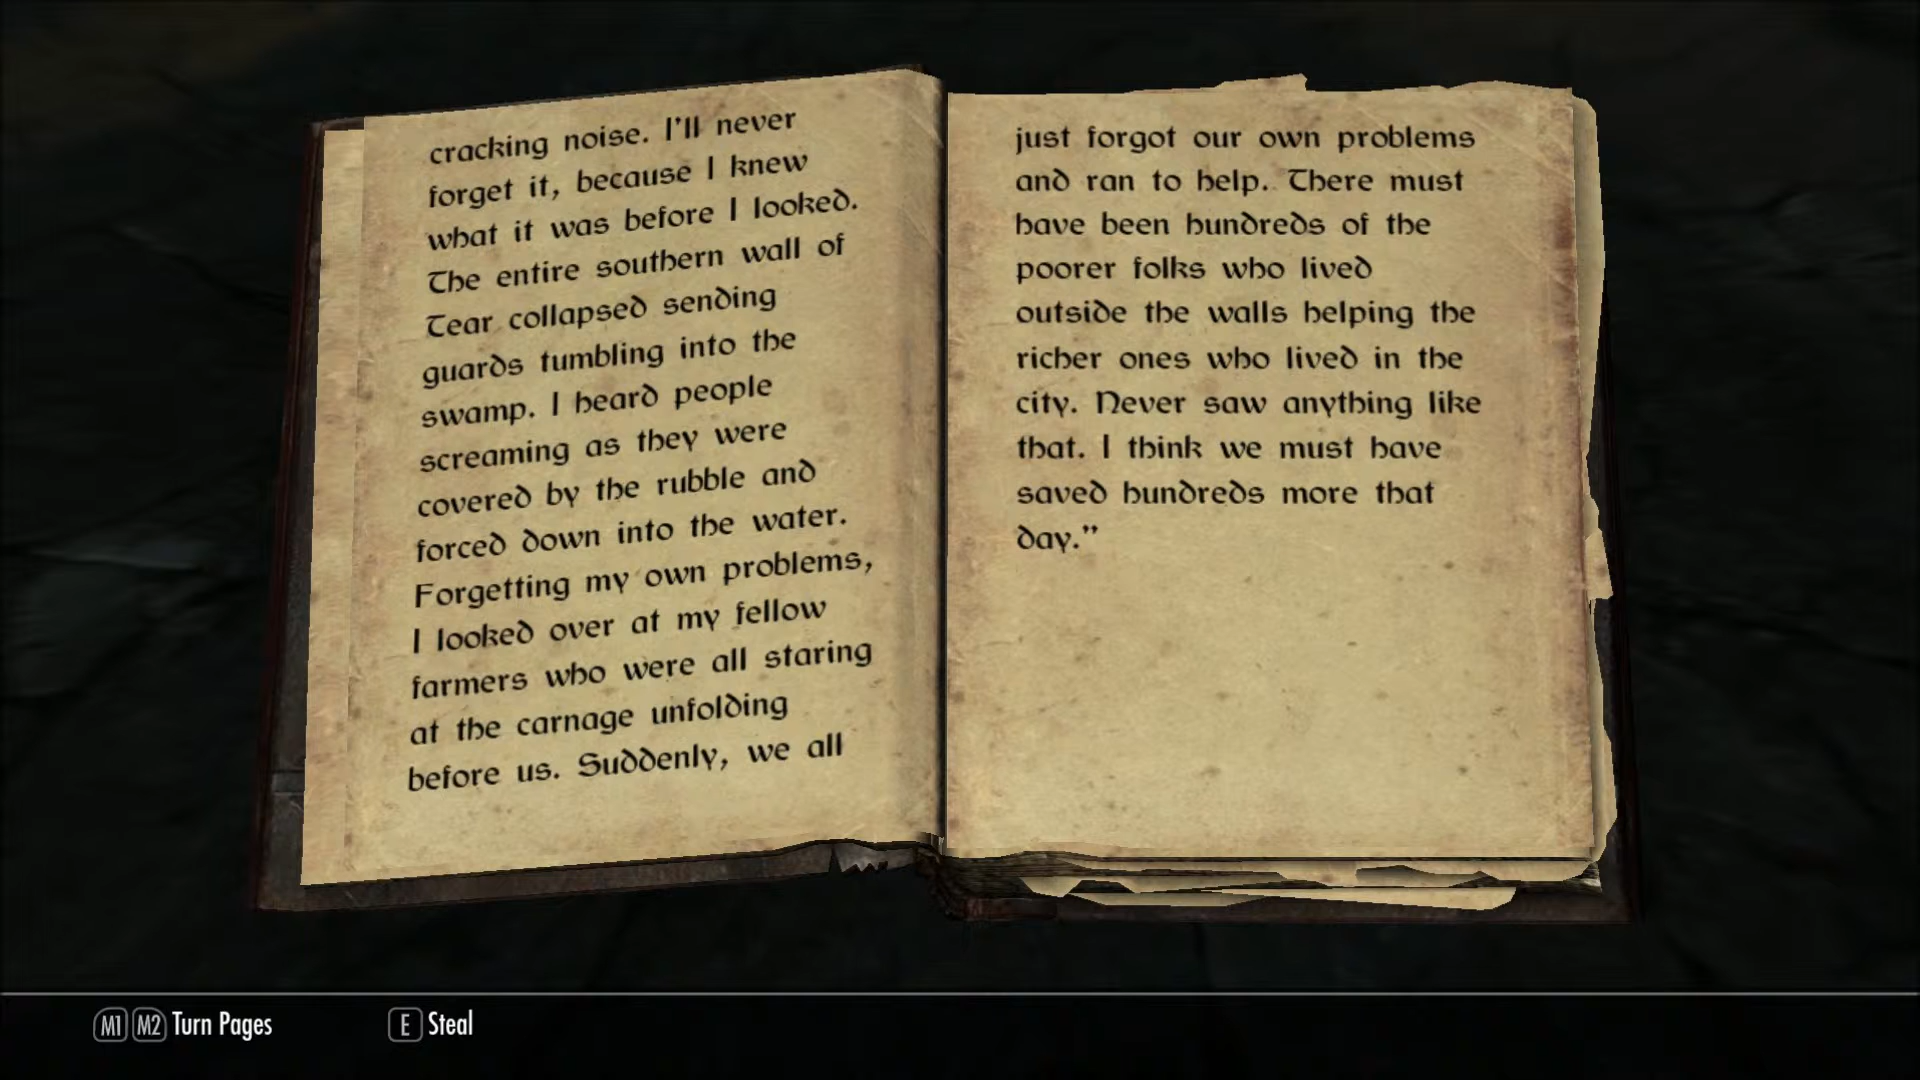 cracking noise. I'll never
forget it, because I knew
what it was before I looked.
The entire southern wall of
Tear collapsed sending
guards tumbling into the
swamp. I heard people
screaming as they were
covered by the rubble and
forced down into the water.
Forgetting my own problems,
I looked over at my fellow
farmers who were all staring
at the carnage unfolding
before us. Suddenly, we all
just forgot our own problems
and ran to help. There must
have been hundreds of the
poorer folks who lived
outside the walls helping the
richer ones who lived in the
city. Never saw anything like
that. I think we must have
saved hundreds more that
day."
M1 M2 Turn Pages
E Steal